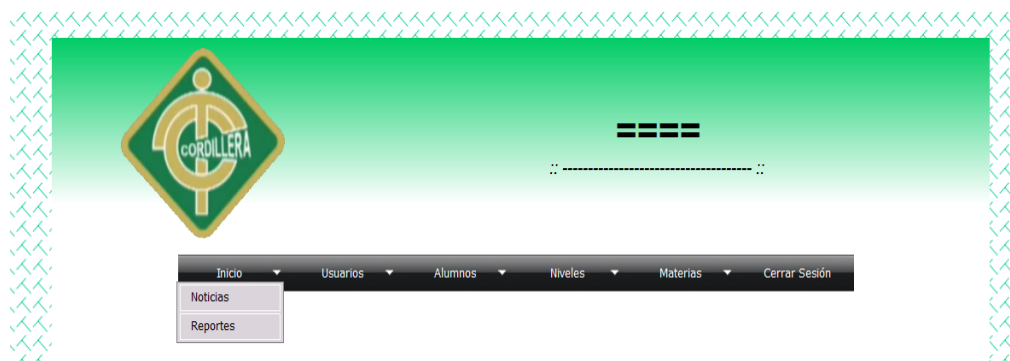 CORDILLERA
====
:: ------------------------------------- ::
Inicio Usuarios Alumnos Niveles Materias Cerrar Sesión
Noticias
Reportes